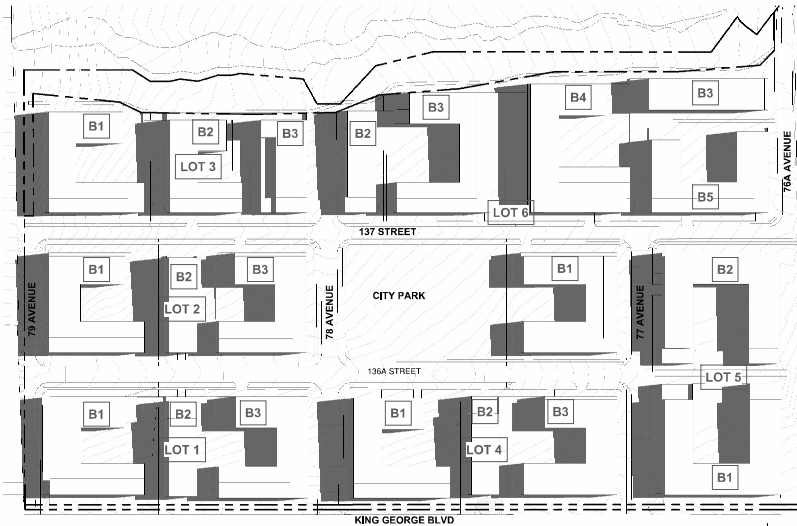 B4
B3
B3
B1
B2
B3
B2
LOT 3
76A AVENUE
B5
LOT 6
137 STREET
B1
B2
B3
B1
B2
79 AVENUE
LOT 2
78 AVENUE
CITY PARK
77 AVENUE
136A STREET
LOT 5
B1
B2
B3
B1
B2
B3
LOT 1
LOT 4
B1
KING GEORGE BLVD